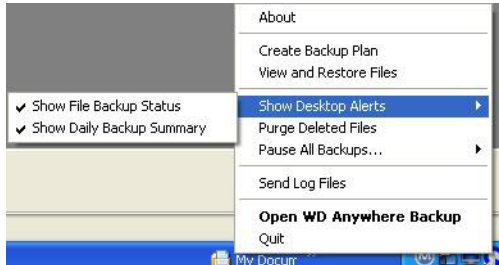 About
Create Backup Plan
View and Restore Files
Show Desktop Alerts
Show File Backup Status
Show Daily Backup Summary
Purge Deleted Files
Pause All Backups...
Send Log Files
Open WD Anywhere Backup
Quit
My Docum